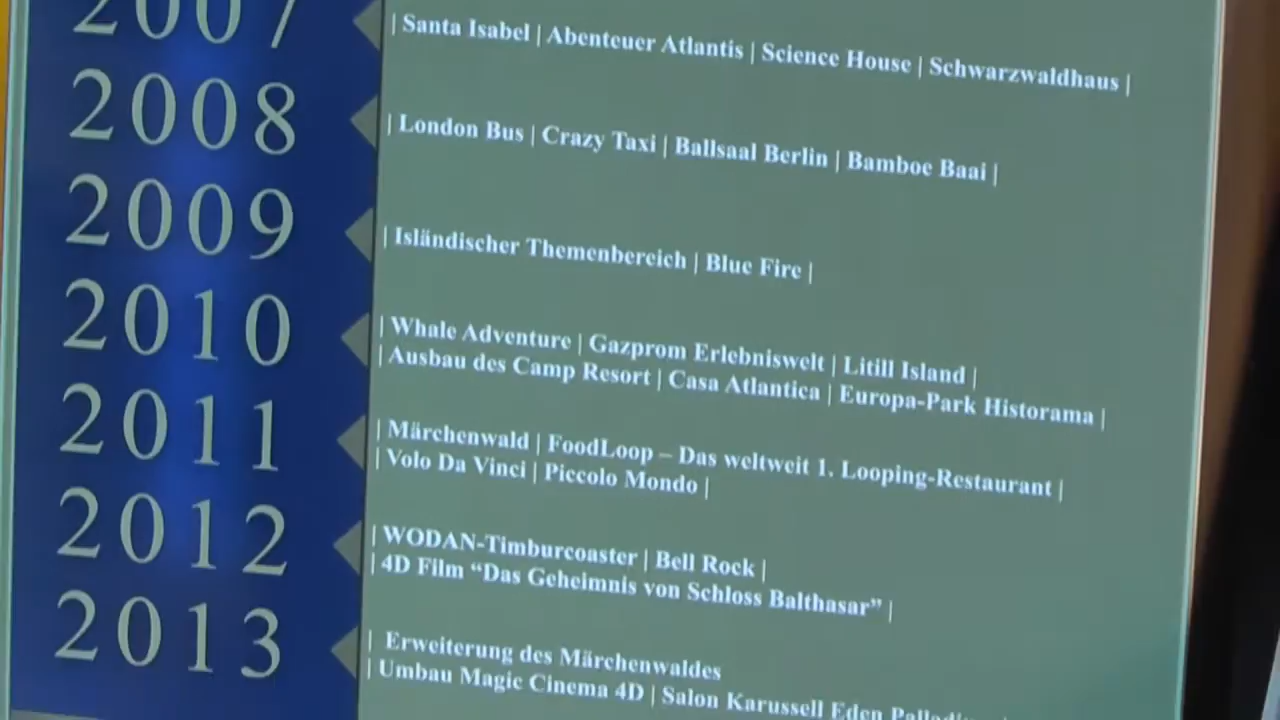 2007
| Santa Isabel | Abenteuer Atlantis | Science House | Schwarzwaldhaus |
2008
| London Bus | Crazy Taxi | Ballsaal Berlin | Bamboe Baai |
2009
| Isländischer Themenbereich | Blue Fire |
2010
| Whale Adventure | Gazprom Erlebniswelt | Litill Island |
| Ausbau des Camp Resort | Casa Atlantica | Europa-Park Historama |
2011
| Märchenwald | FoodLoop – Das weltweit 1. Looping-Restaurant |
| Volo Da Vinci | Piccolo Mondo |
2012
| WODAN-Timburcoaster | Bell Rock |
| 4D Film “Das Geheimnis von Schloss Balthasar” |
2013
| Erweiterung des Märchenwaldes
| Umbau Magic Cinema 4D | Salon Karussell Eden